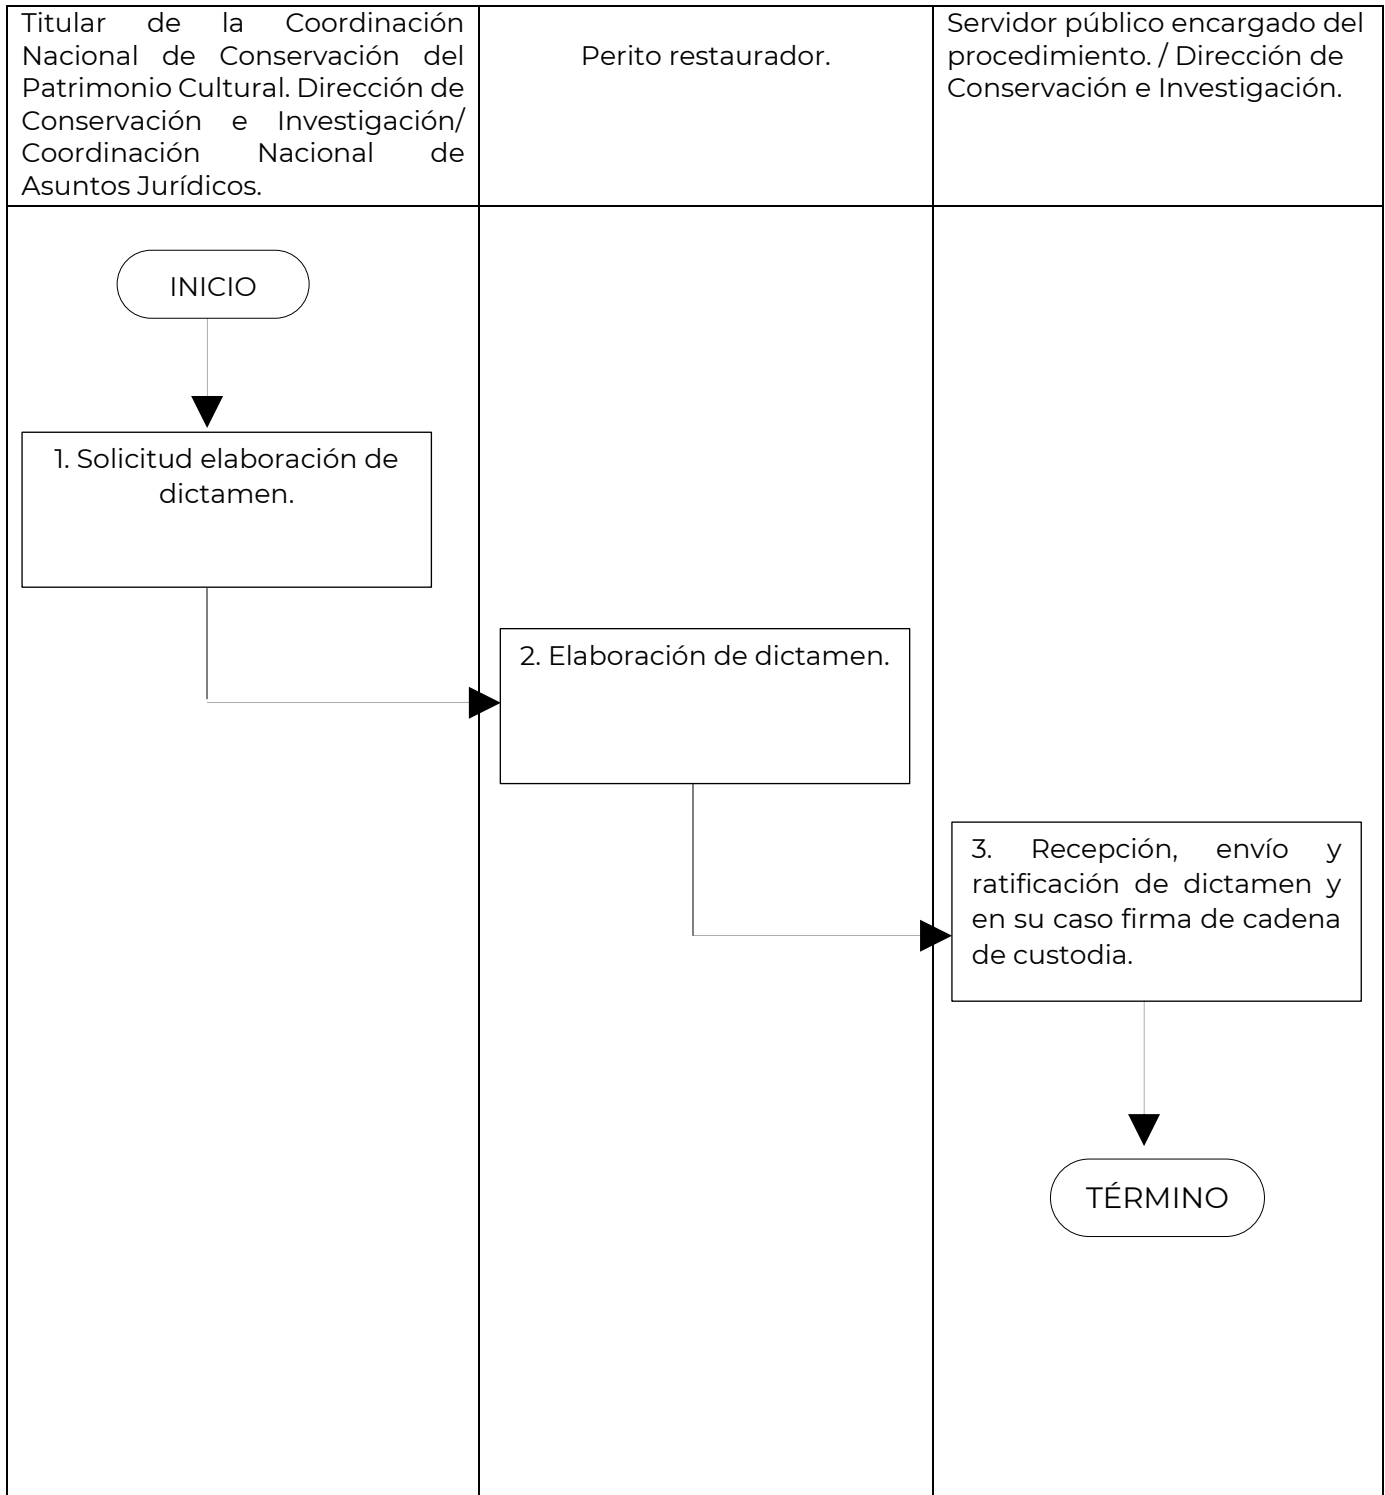 Titular de la Coordinación
Nacional de Conservación del
Patrimonio Cultural. Dirección de
Conservación e Investigación/
Coordinación Nacional de
Asuntos Jurídicos.
Perito restaurador.
Servidor público encargado del
procedimiento. / Dirección de
Conservación e Investigación.
INICIO
1. Solicitud elaboración de
dictamen.
2. Elaboración de dictamen.
3. Recepción, envío y
ratificación de dictamen y
en su caso firma de cadena
de custodia.
TÉRMINO